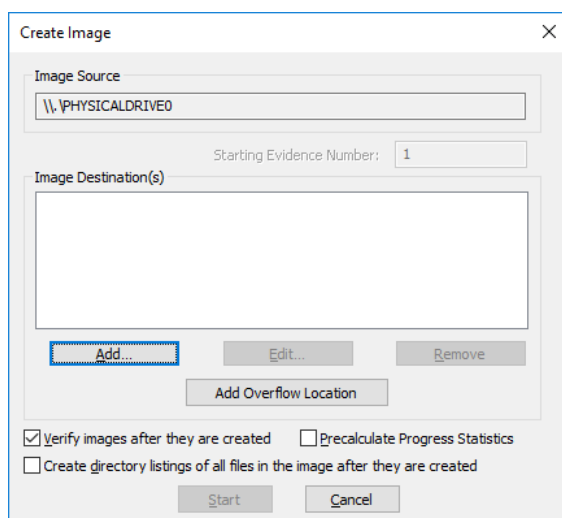 Create Image
Image Source
\\.\PHYSICALDRIVE0
Starting Evidence Number: 1
Image Destination(s)
Add... Edit... Remove
Add Overflow Location
Verify images after they are created Precalculate Progress Statistics
Create directory listings of all files in the image after they are created
Start Cancel